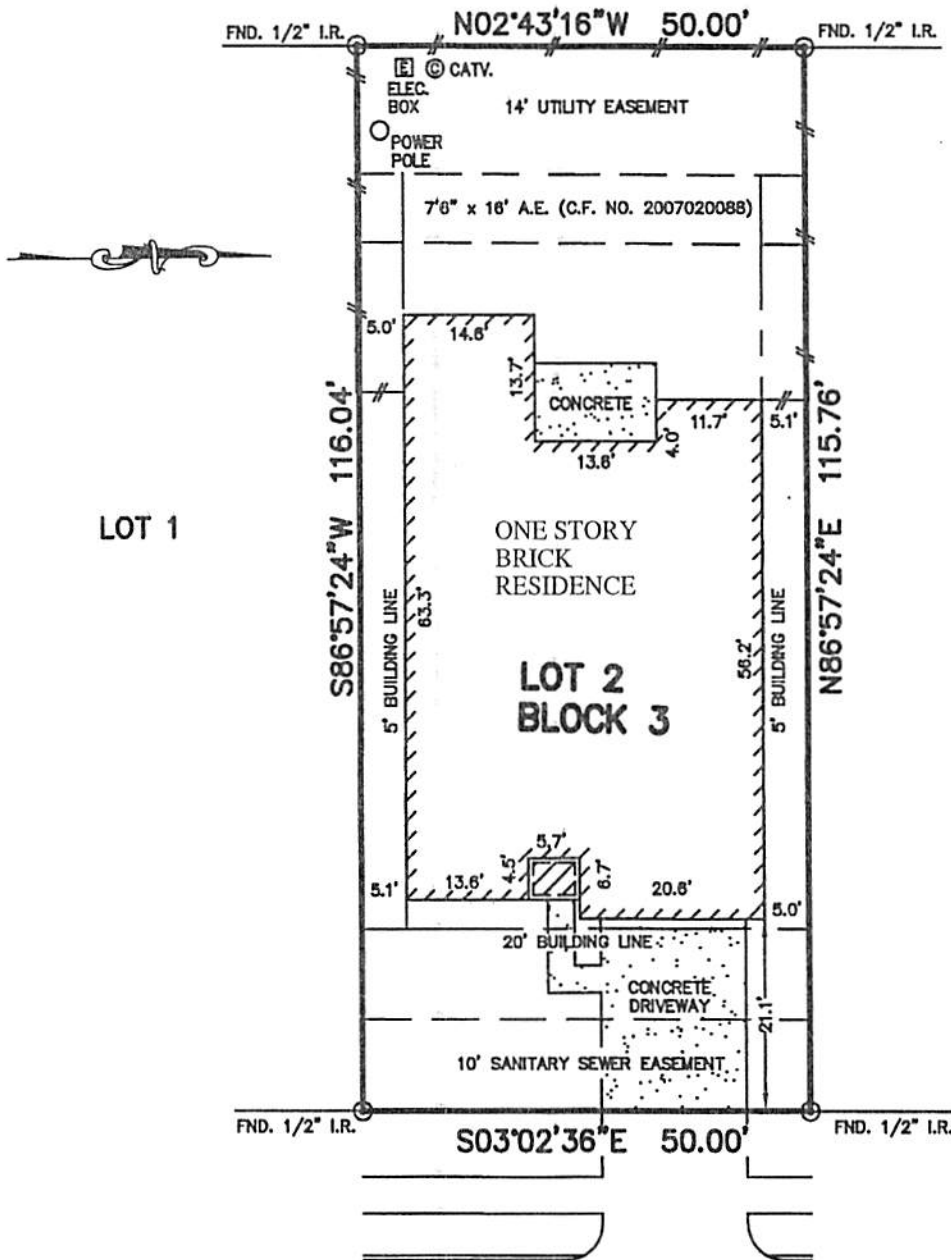 N02°43'16"W 50.00'
FND. 1/2" I.R.
FND. 1/2" I.R.
E
C CATV.
ELEC.
BOX
14' UTILITY EASEMENT
POWER
POLE
7'6" x 16' A.E. (C.F. NO. 2007020088)
5.0'
14.6'
13.7'
CONCRETE
11.7'
5.1'
4.0'
13.6'
S86°57'24"W 116.04'
N86°57'24"E 115.76'
LOT 1
ONE STORY
BRICK
RESIDENCE
63.3'
56.2'
5' BUILDING LINE
5' BUILDING LINE
LOT 2
BLOCK 3
5.7'
4.5'
6.7'
5.1'
13.6'
20.6'
5.0'
20' BUILDING LINE
CONCRETE
DRIVEWAY
21.1'
10' SANITARY SEWER EASEMENT
FND. 1/2" I.R.
FND. 1/2" I.R.
S03°02'36"E 50.00'